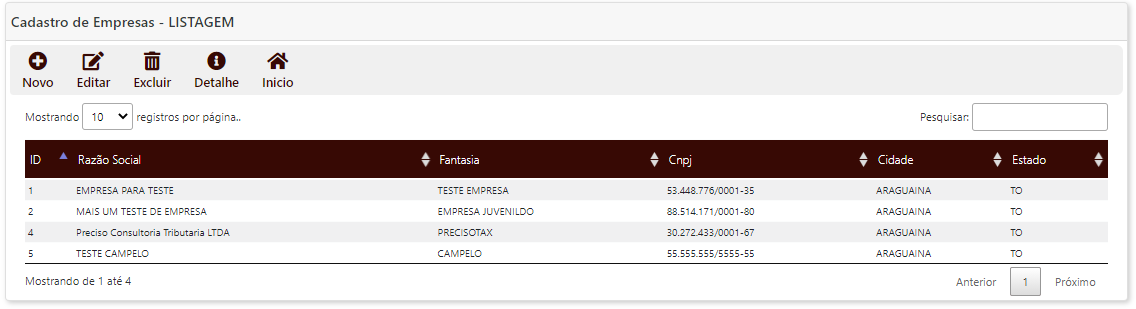 Cadastro de Empresas - LISTAGEM
Novo Editar Excluir Detalhe Inicio
Mostrando 10 registros por página.. Pesquisar:
ID Razão Social Fantasia Cnpj Cidade Estado
1 EMPRESA PARA TESTE TESTE EMPRESA 53.448.776/0001-35 ARAGUAINA TO
2 MAIS UM TESTE DE EMPRESA EMPRESA JUVENILDO 88.514.171/0001-80 ARAGUAINA TO
4 Preciso Consultoria Tributaria LTDA PRECISOTAX 30.272.433/0001-67 ARAGUAINA TO
5 TESTE CAMPELO CAMPELO 55.555.555/5555-55 ARAGUAINA TO
Mostrando de 1 até 4 Anterior 1 Próximo